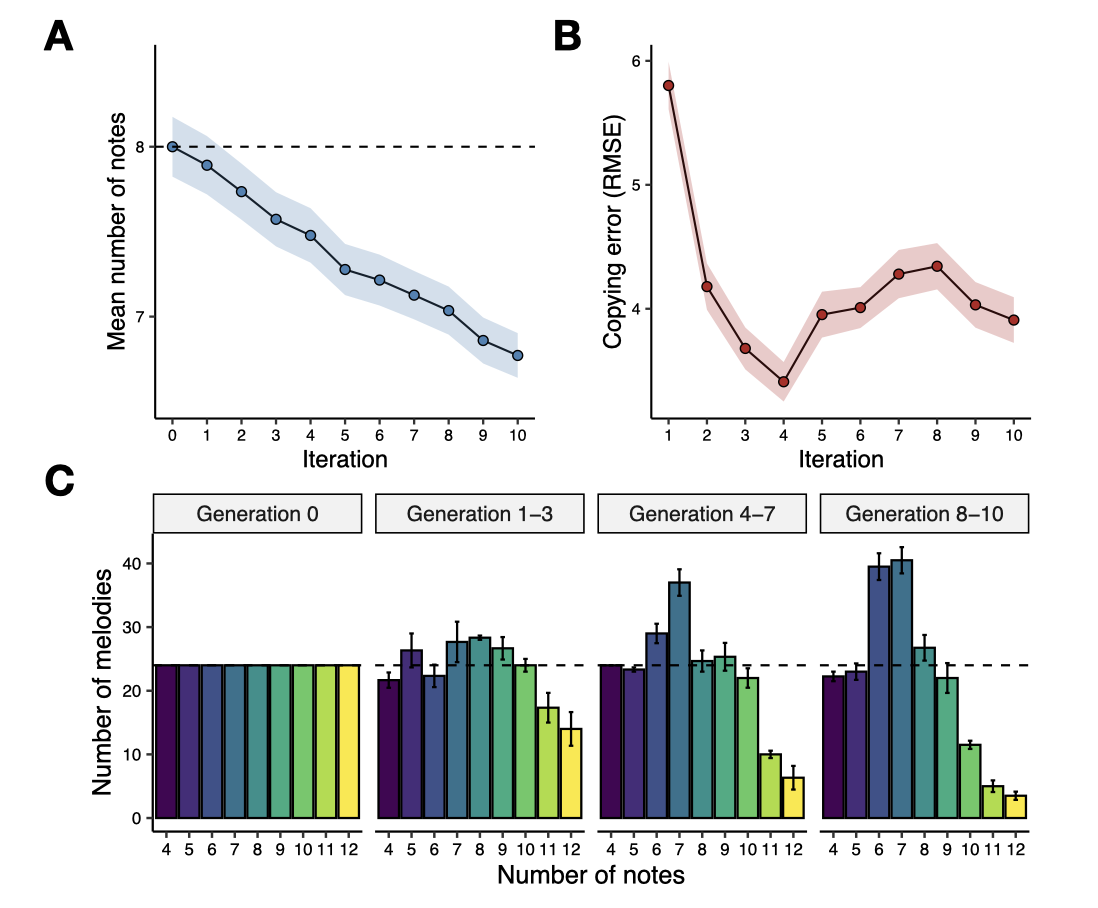 A
B
Mean number of notes
8
7
0 1 2 3 4 5 6 7 8 9 10
Iteration
Copying error (RMSE)
6
5
4
1 2 3 4 5 6 7 8 9 10
Iteration
C
Generation 0
Generation 1–3
Generation 4–7
Generation 8–10
Number of melodies
40
30
20
10
0
4 5 6 7 8 9 10 11 12
4 5 6 7 8 9 10 11 12
4 5 6 7 8 9 10 11 12
4 5 6 7 8 9 10 11 12
Number of notes